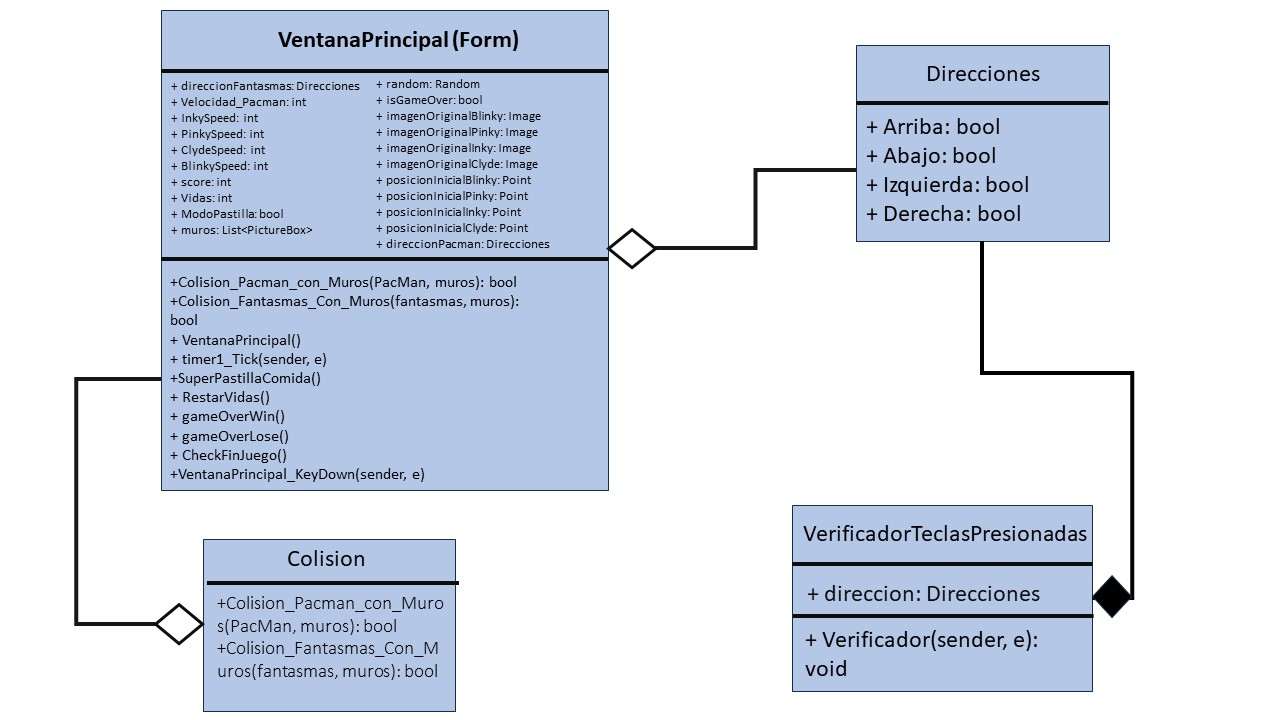 VentanaPrincipal (Form)
+ direccionFantasmas: Direcciones
+ Velocidad_Pacman: int
+ InkySpeed: int
+ PinkySpeed: int
+ ClydeSpeed: int
+ BlinkySpeed: int
+ score: int
+ Vidas: int
+ ModoPastilla: bool
+ muros: List<PictureBox>
+ random: Random
+ isGameOver: bool
+ imagenOriginalBlinky: Image
+ imagenOriginalPinky: Image
+ imagenOriginalInky: Image
+ imagenOriginalClyde: Image
+ posicionInicialBlinky: Point
+ posicionInicialPinky: Point
+ posicionInicialInky: Point
+ posicionInicialClyde: Point
+ direccionPacman: Direcciones
+Colision_Pacman_con_Muros(PacMan, muros): bool
+Colision_Fantasmas_Con_Muros(fantasmas, muros):
bool
+ VentanaPrincipal()
+ timer1_Tick(sender, e)
+SuperPastillaComida()
+ RestarVidas()
+ gameOverWin()
+ gameOverLose()
+ CheckFinJuego()
+VentanaPrincipal_KeyDown(sender, e)
Direcciones
+ Arriba: bool
+ Abajo: bool
+ Izquierda: bool
+ Derecha: bool
Colision
+Colision_Pacman_con_Muro
s(PacMan, muros): bool
+Colision_Fantasmas_Con_M
uros(fantasmas, muros): bool
VerificadorTeclasPresionadas
+ direccion: Direcciones
+ Verificador(sender, e):
void